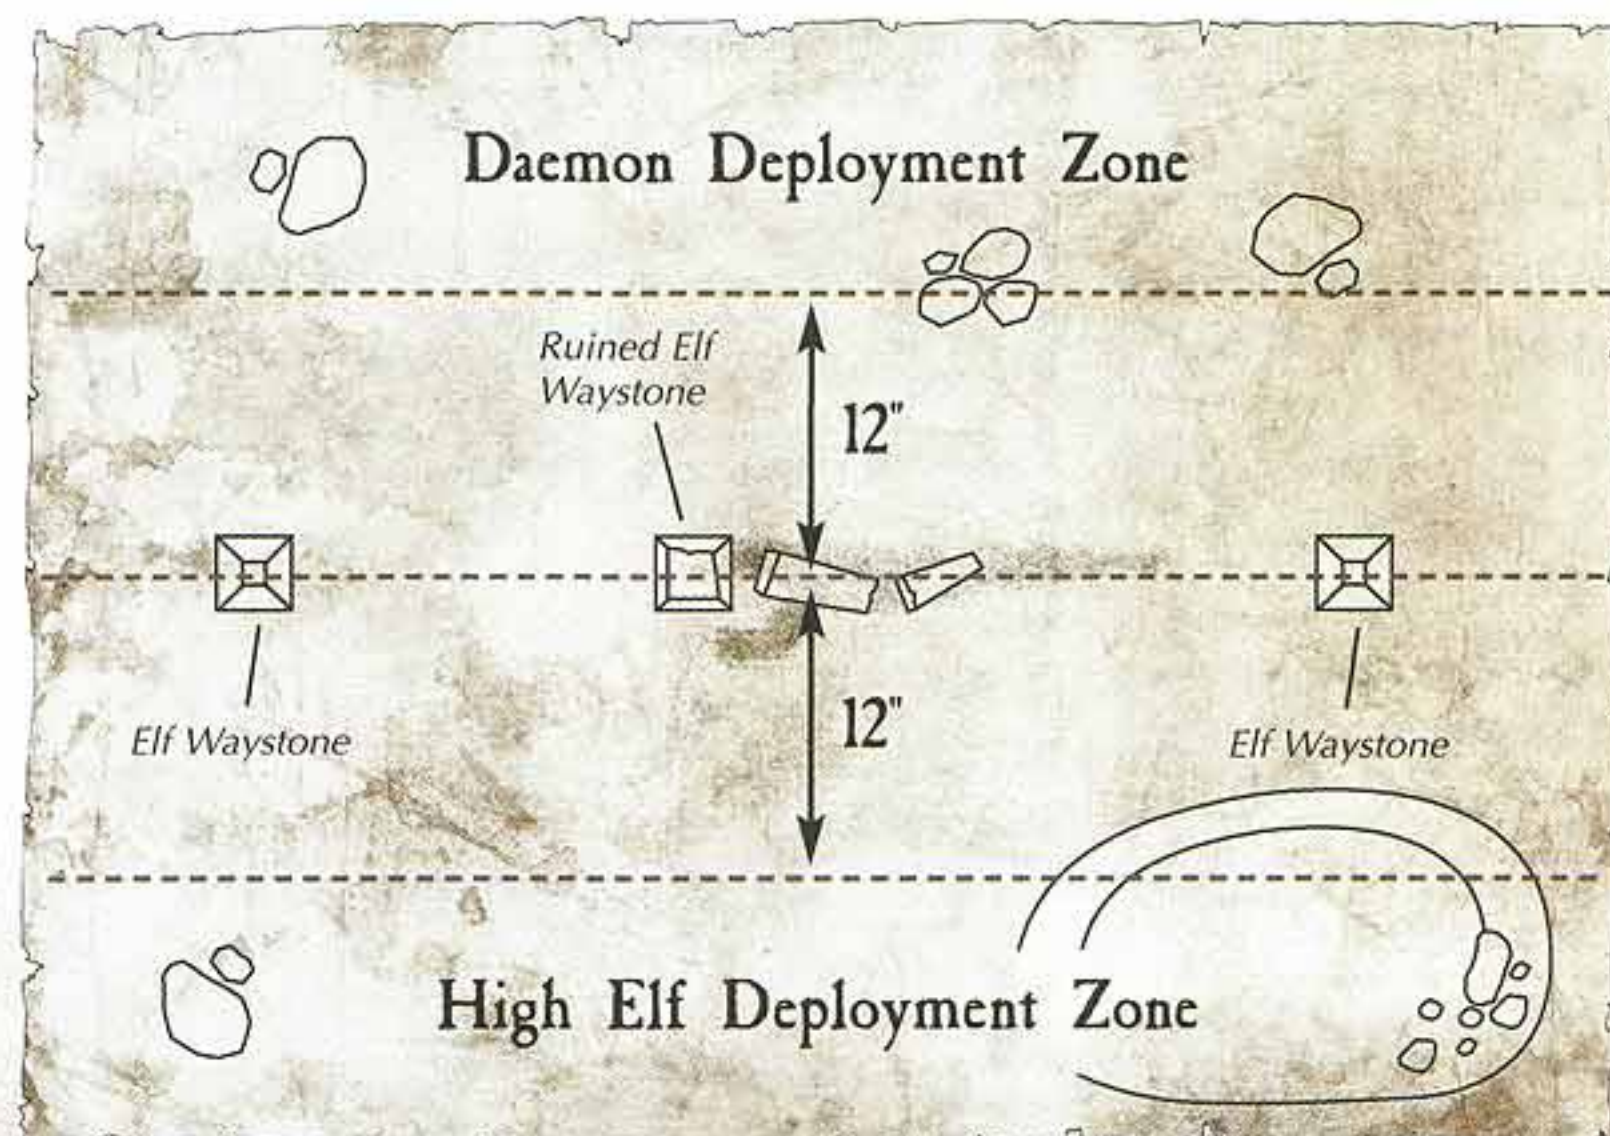 Daemon Deployment Zone
Ruined Elf
Waystone
12"
Elf Waystone
12"
Elf Waystone
High Elf Deployment Zone